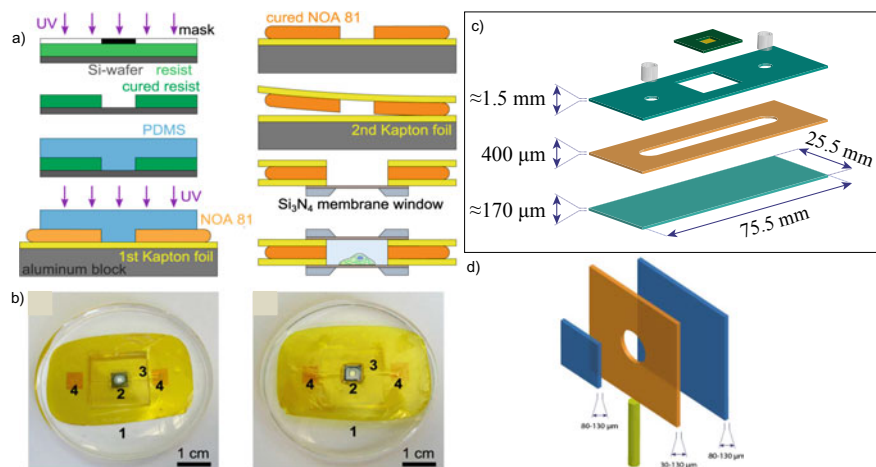 a)
UV
mask
Si-wafer
resist
cured resist
PDMS
UV
NOA 81
1st Kapton foil
aluminum block
cured NOA 81
2nd Kapton foil
Si₃N₄ membrane window
b)
4
2
3
4
1
1 cm
4
2
3
4
1
1 cm
c)
≈1.5 mm
400 μm
≈170 μm
25.5 mm
75.5 mm
d)
80-130 μm
30-130 μm
80-130 μm